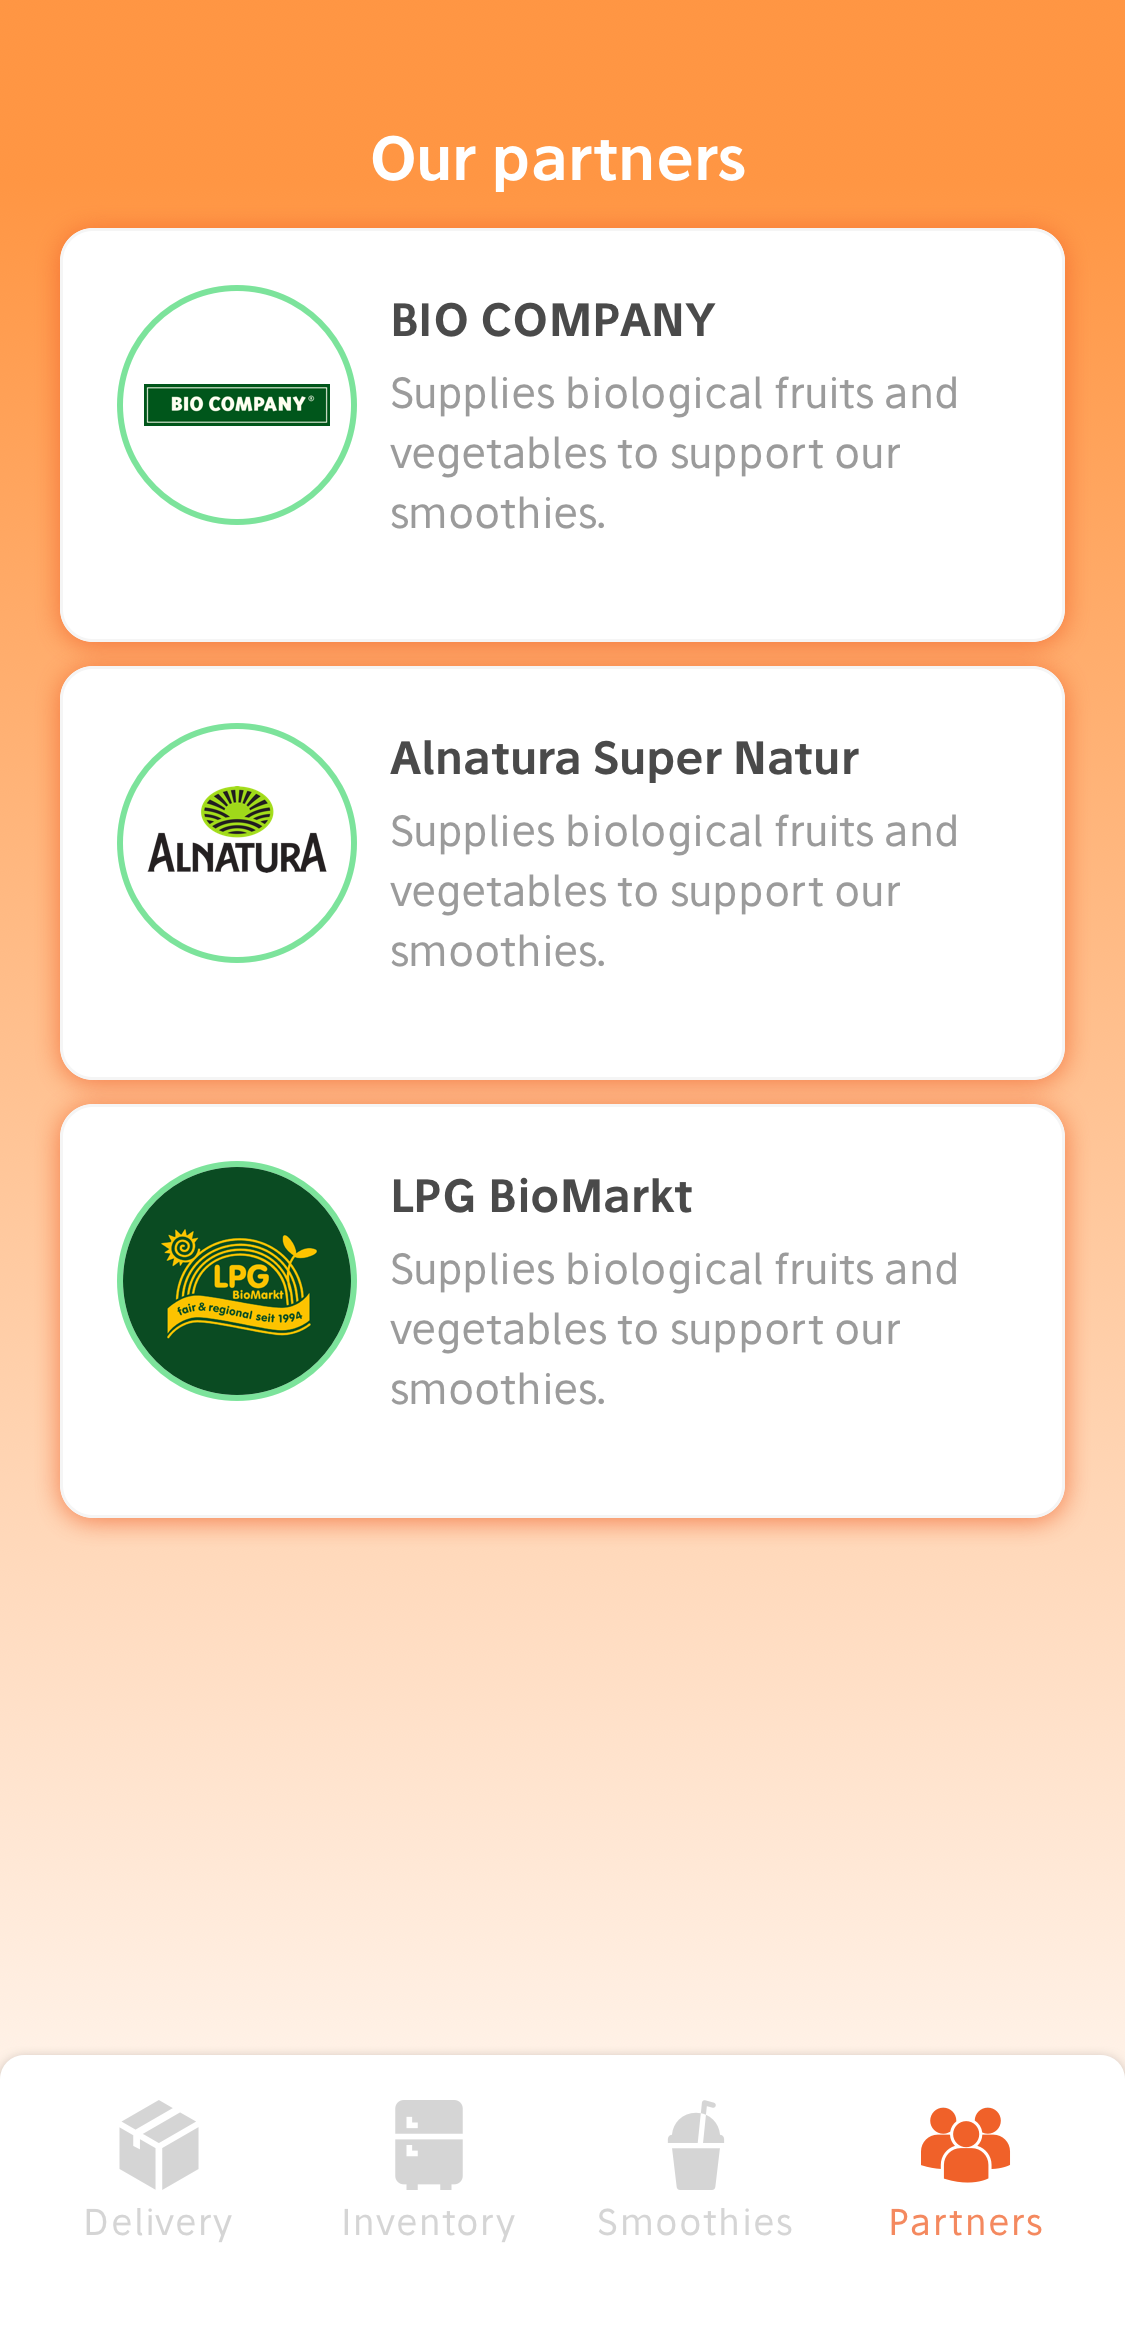 Our partners
BIO COMPANY®
BIO COMPANY
Supplies biological fruits and
vegetables to support our
smoothies.
ALNATURA
Alnatura Super Natur
Supplies biological fruits and
vegetables to support our
smoothies.
LPG
BioMarkt
fair & regional seit 1994
LPG BioMarkt
Supplies biological fruits and
vegetables to support our
smoothies.
Delivery
Inventory
Smoothies
Partners